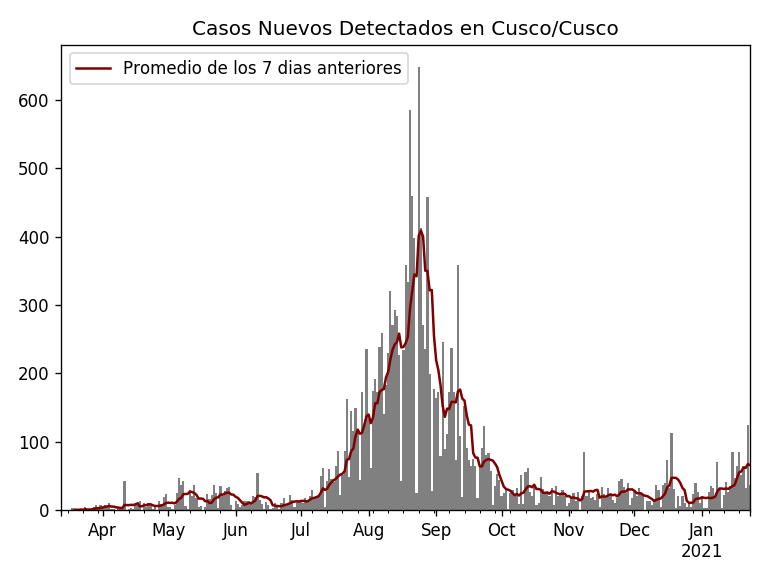 Casos Nuevos Detectados en Cusco/Cusco
Promedio de los 7 dias anteriores
600
500
400
300
200
100
0
Apr May Jun Jul Aug Sep Oct Nov Dec Jan
2021